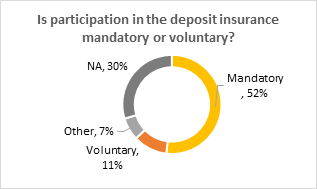 Is participation in the deposit insurance
mandatory or voluntary?
NA, 30%
Mandatory
, 52%
Other, 7%
Voluntary,
11%